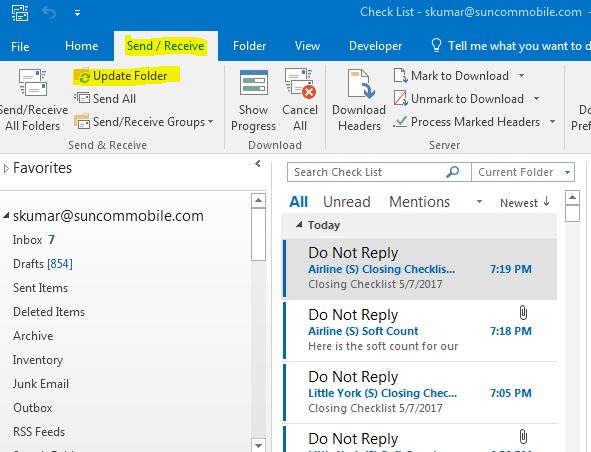 Check List - skumar@suncommobile.com -
File Home Send / Receive Folder View Developer Tell me what you want to d
Send/Receive All Folders
Update Folder
Send All
Send/Receive Groups
Send & Receive
Show Progress
Cancel All
Download
Download Headers
Mark to Download
Unmark to Download
Process Marked Headers
Server
Do
Pref
Favorites
skumar@suncommobile.com
Inbox 7
Drafts [854]
Sent Items
Deleted Items
Archive
Inventory
Junk Email
Outbox
RSS Feeds
Search Check List
Current Folder
All Unread Mentions Newest
Today
Do Not Reply
Airline (S) Closing Checklis... 7:19 PM
Closing Checklist 5/7/2017
Do Not Reply
Airline (S) Soft Count 7:18 PM
Here is the soft count for our
Do Not Reply
Little York (S) Closing Chec... 7:05 PM
Closing Checklist 5/7/2017
Do Not Reply